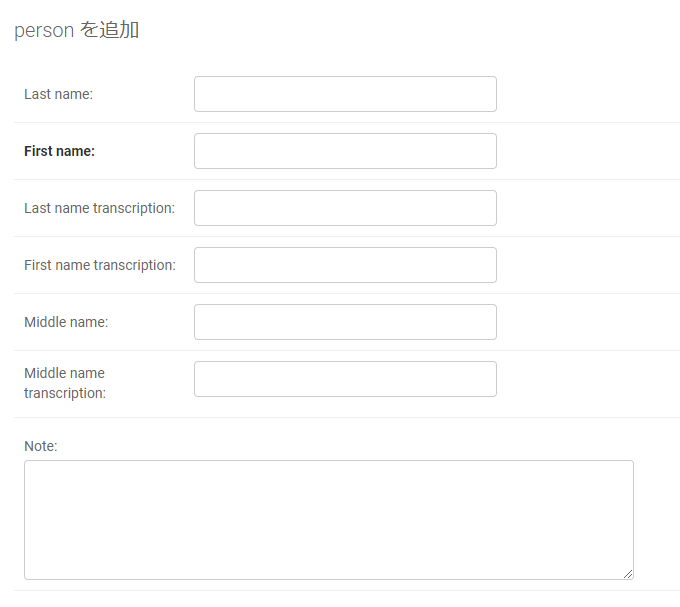 person を追加
Last name:
First name:
Last name transcription:
First name transcription:
Middle name:
Middle name
transcription:
Note: